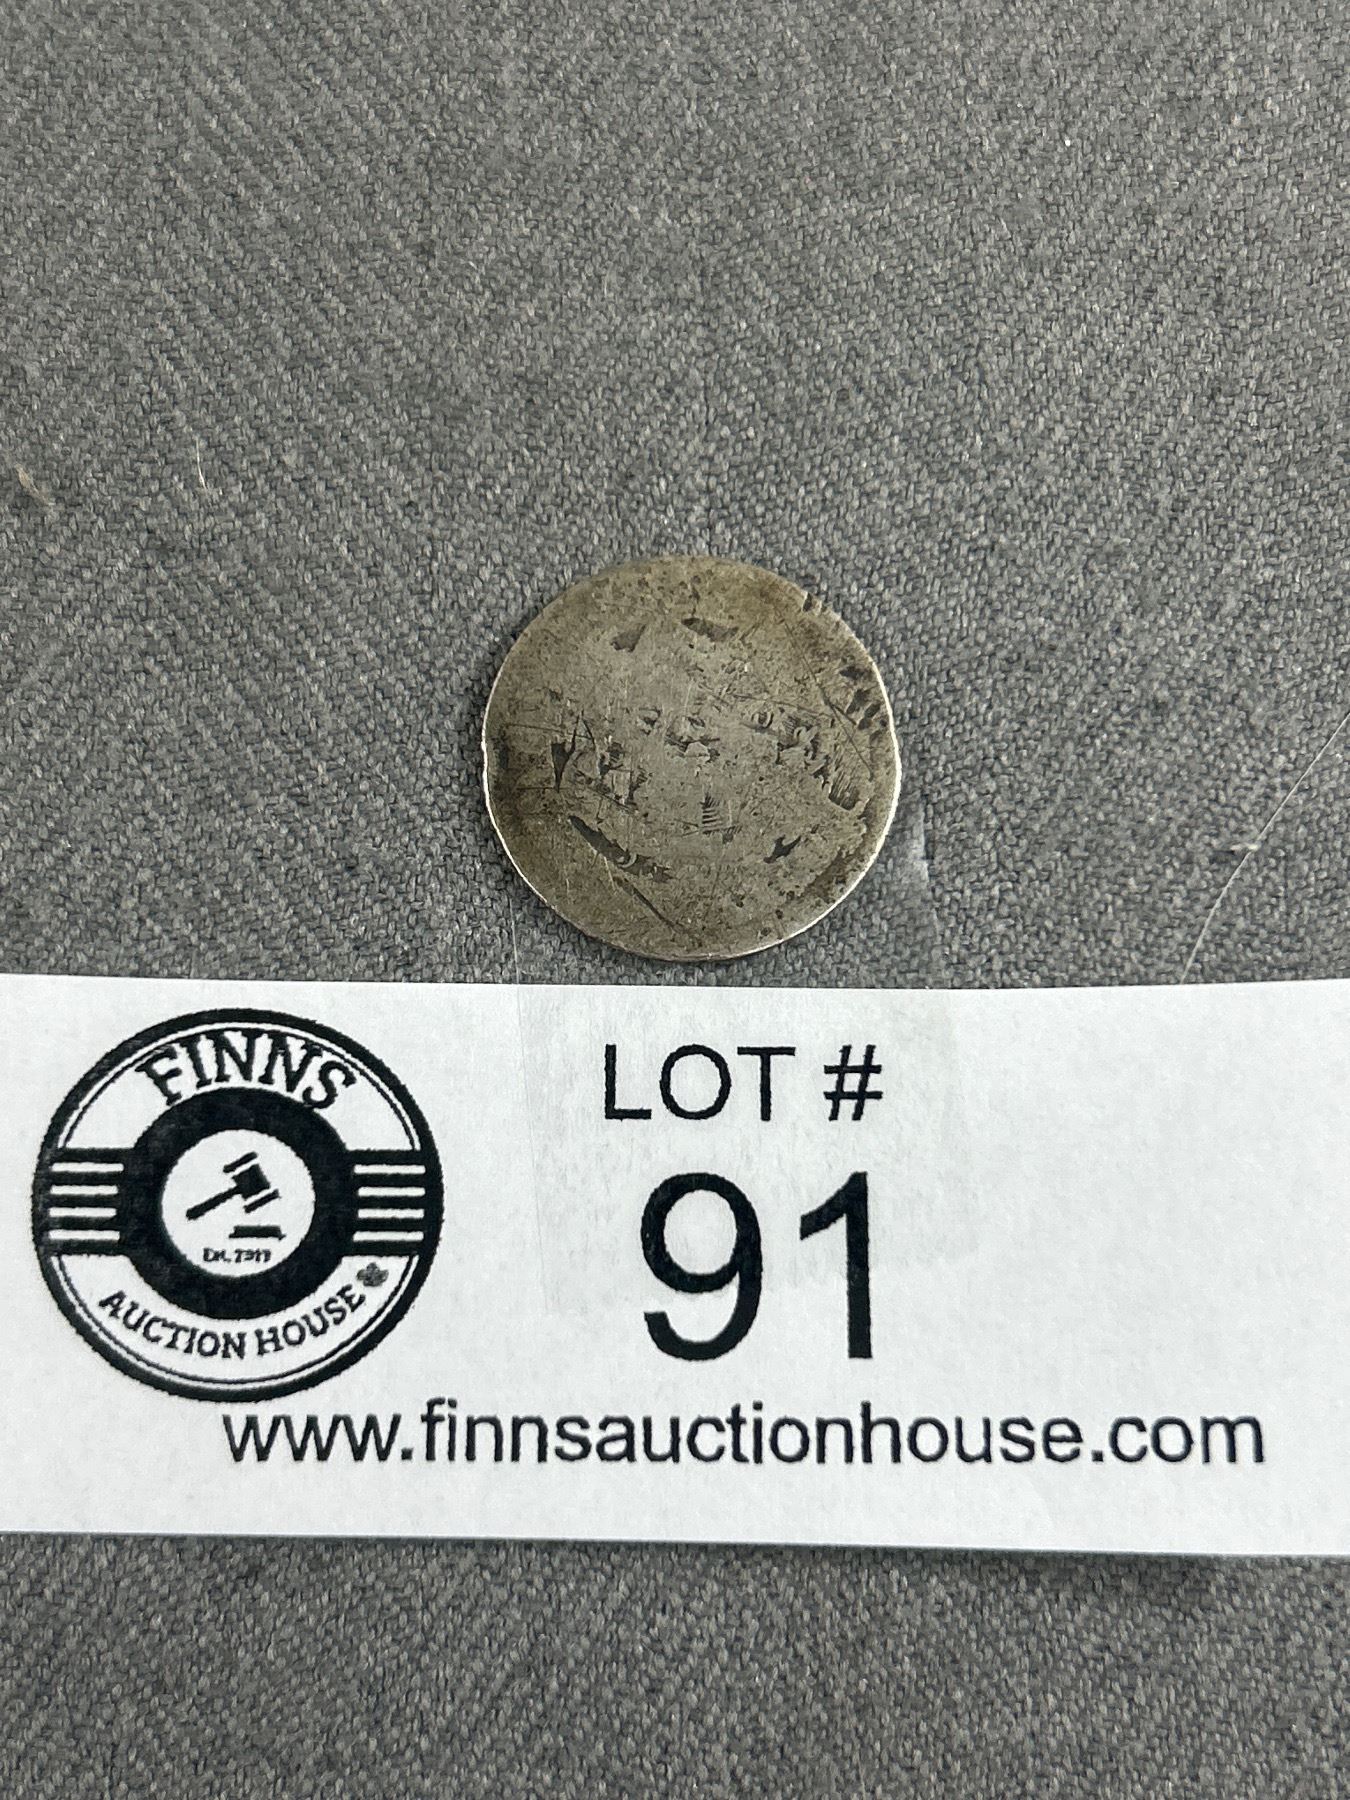 FINNS
Est. 2019
AUCTION HOUSE
LOT #
91
www.finnsauctionhouse.com